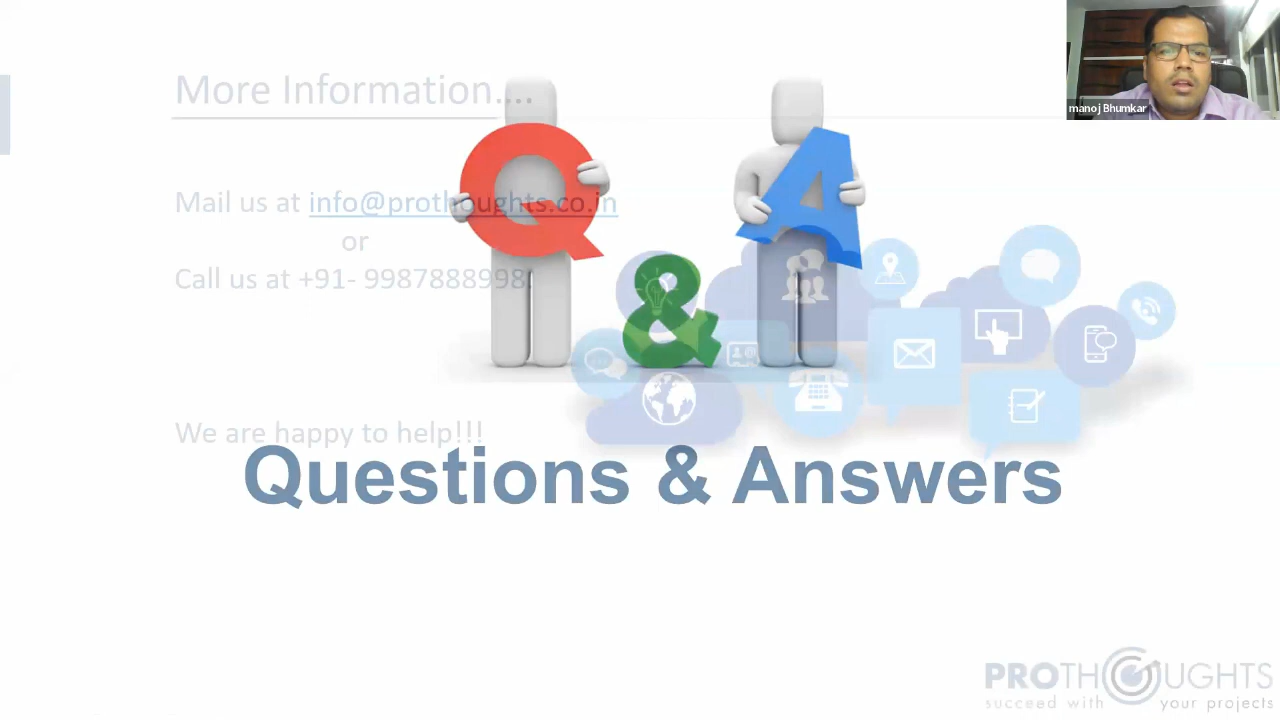 manoj Bhumkar
More Information....
Q
A
Mail us at info@prothoughts.co.in
or
Call us at +91- 9987888998.
&
We are happy to help!!!
Questions & Answers
PROTHOUGHTS
succeed with your projects